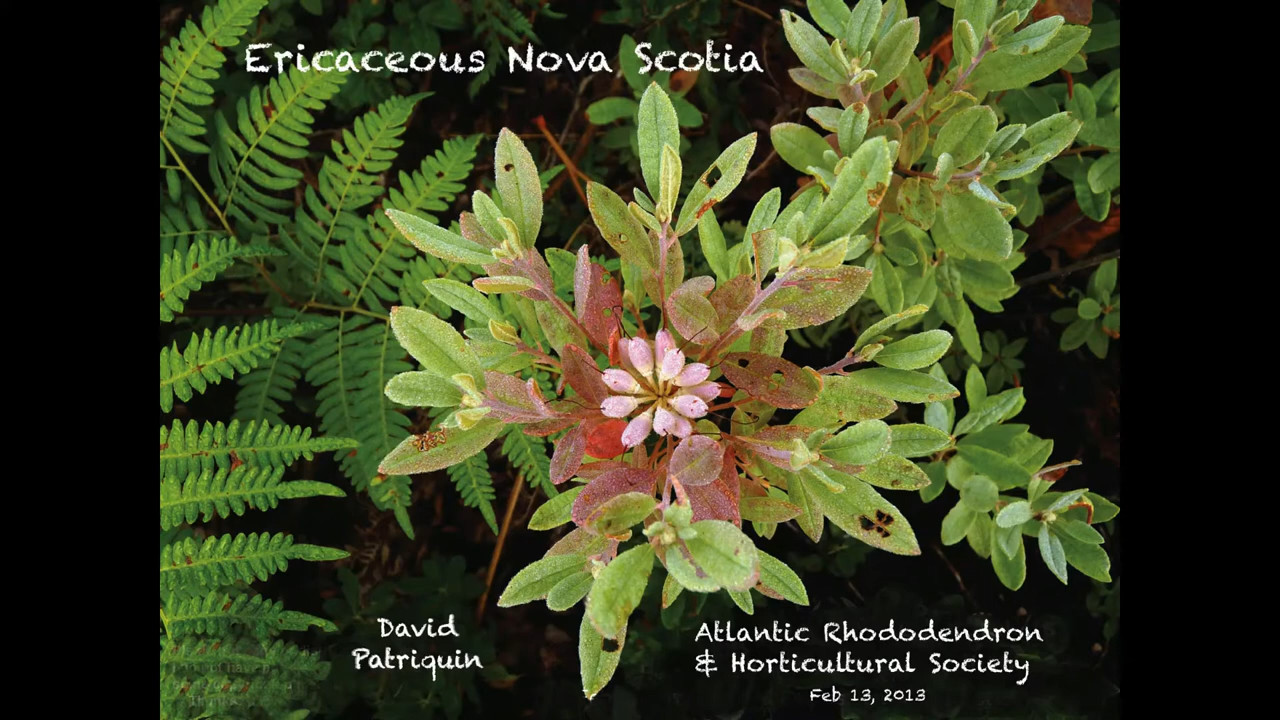 Ericaceous Nova Scotia
David
Patriquin
Atlantic Rhododendron
& Horticultural Society
Feb 13, 2013